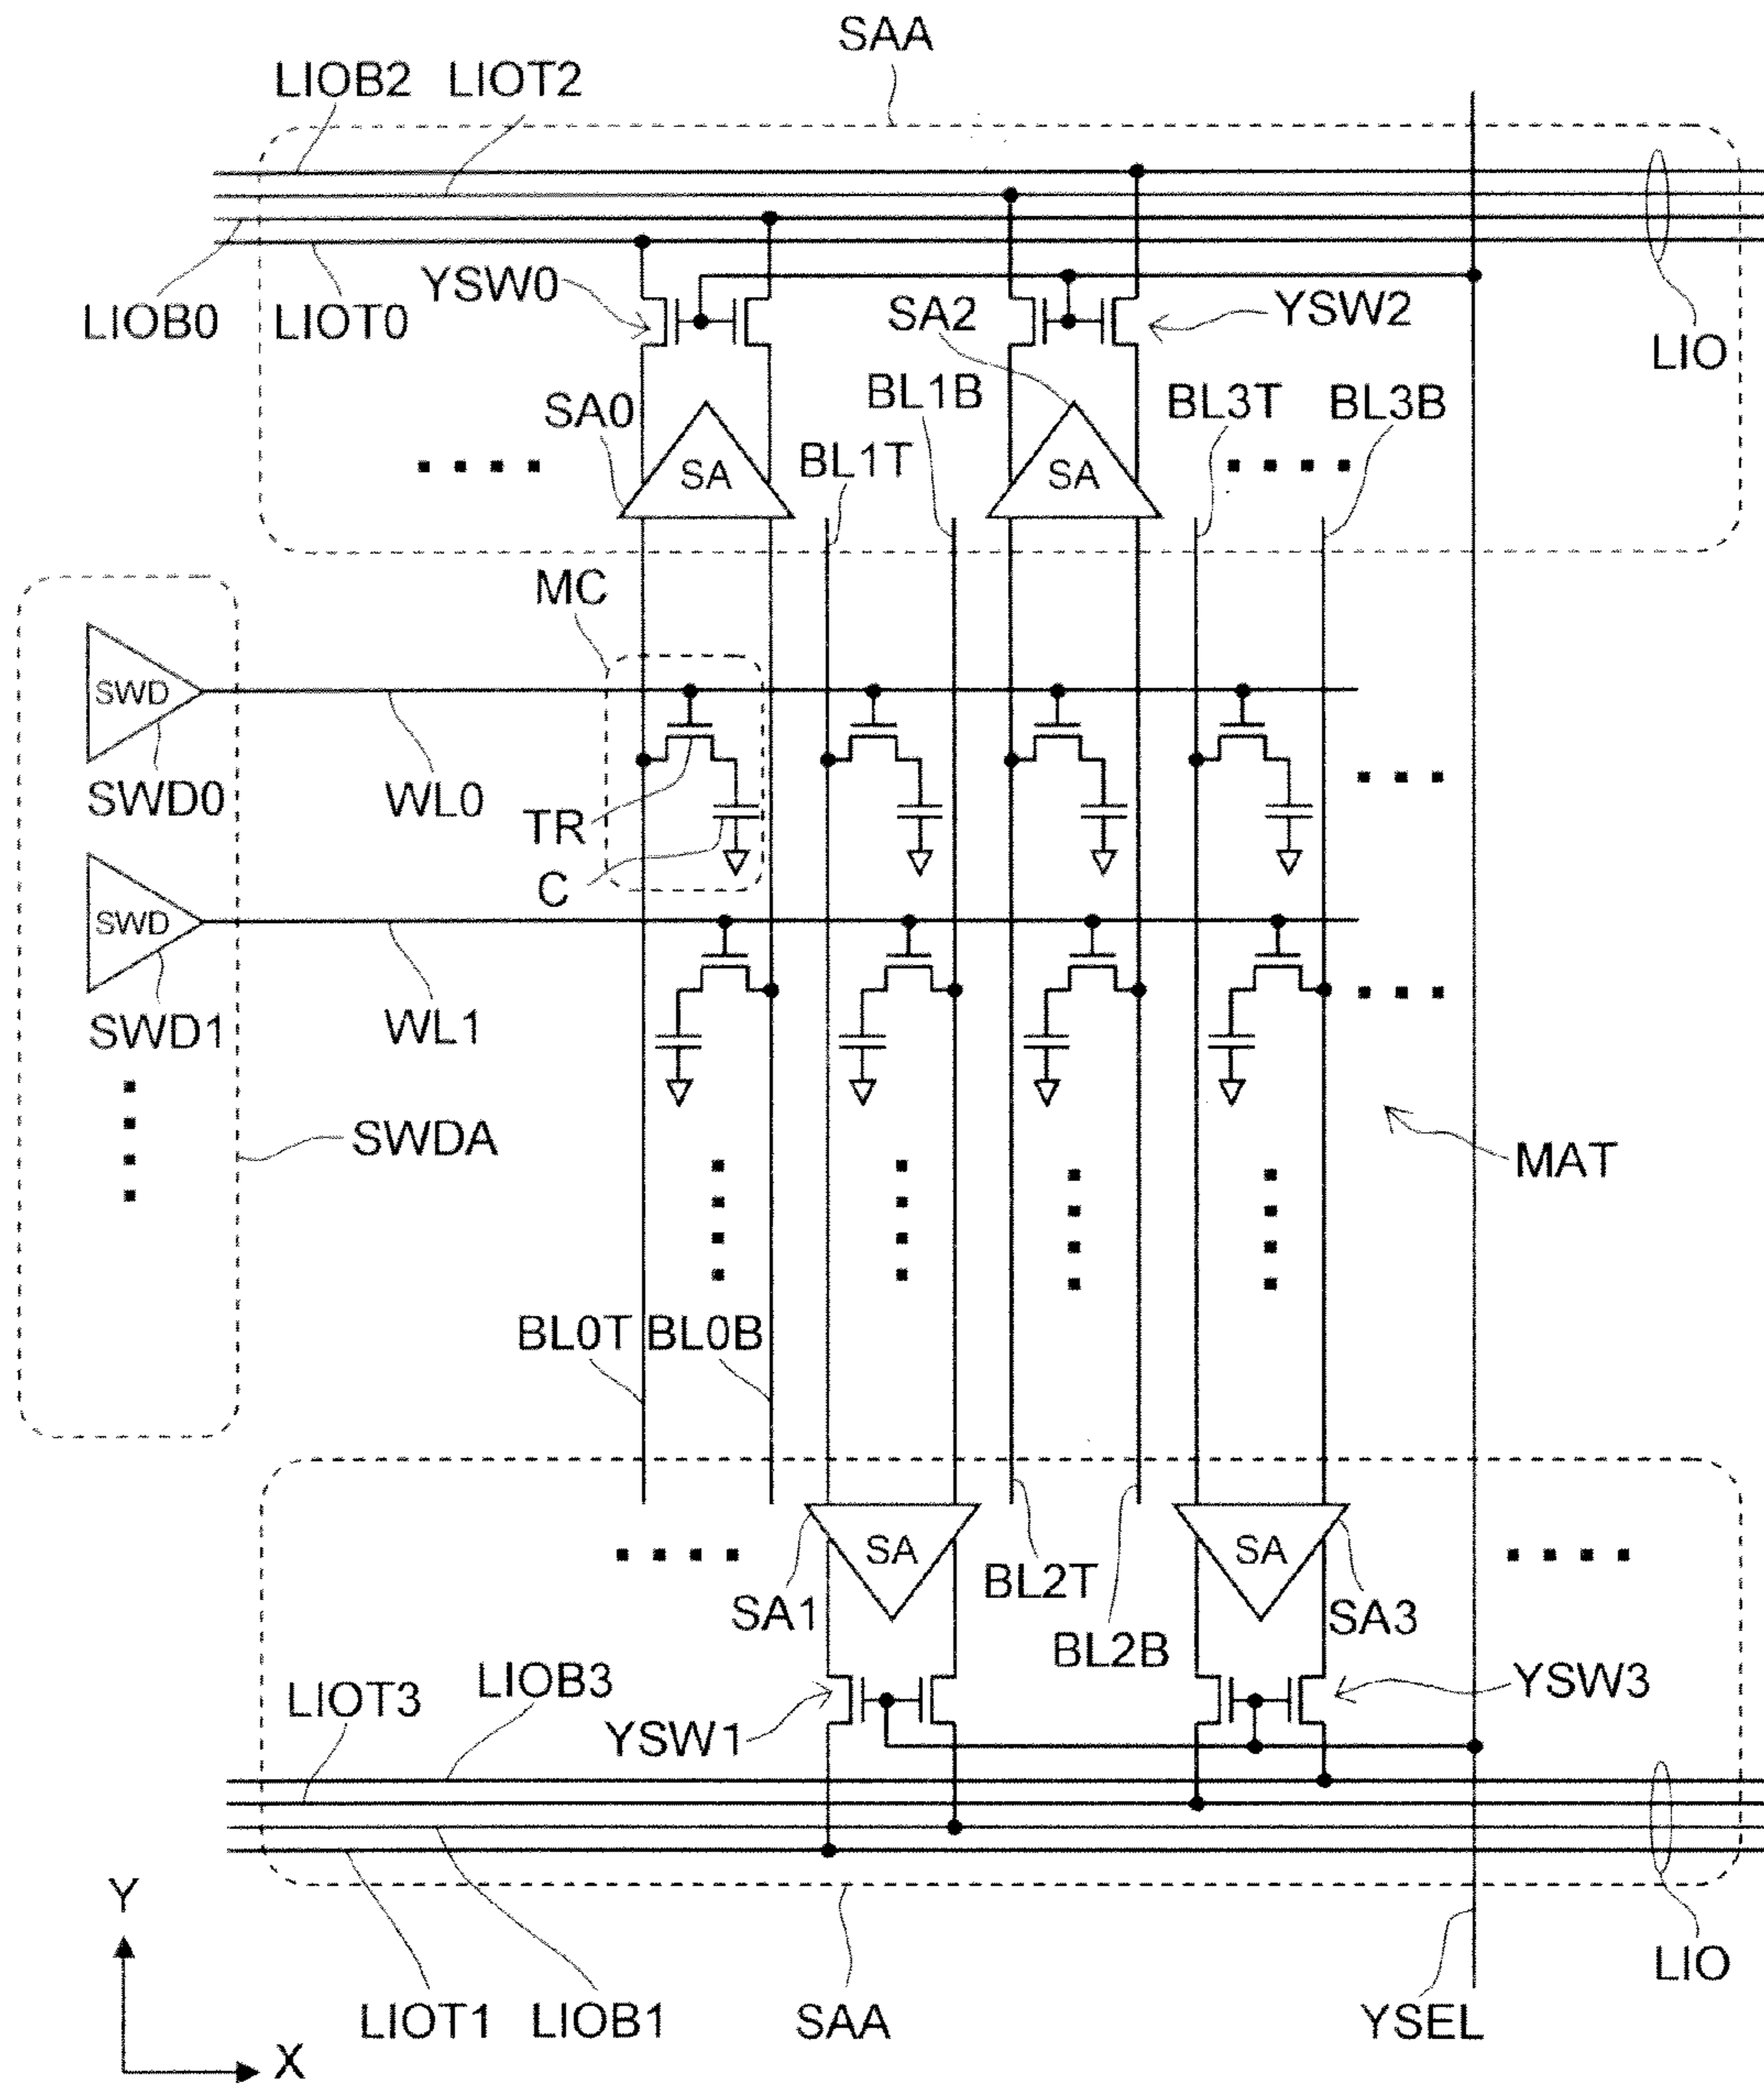 SAA
LIOB2 LIOT2
YSW0
SA2
YSW2
LIOB0 LIOT0
LIO
BL1B
BL3T
BL3B
SA0
BL1T
SA
SA
MC
SWD
SWD0
WL0
TR
C
SWD
SWD1
WL1
SWDA
MAT
BL0T BL0B
SA
SA
BL2T
SA1
SA3
BL2B
LIOB3
YSW3
LIOT3
YSW1
Y
LIO
LIOT1 LIOB1 SAA YSEL
X